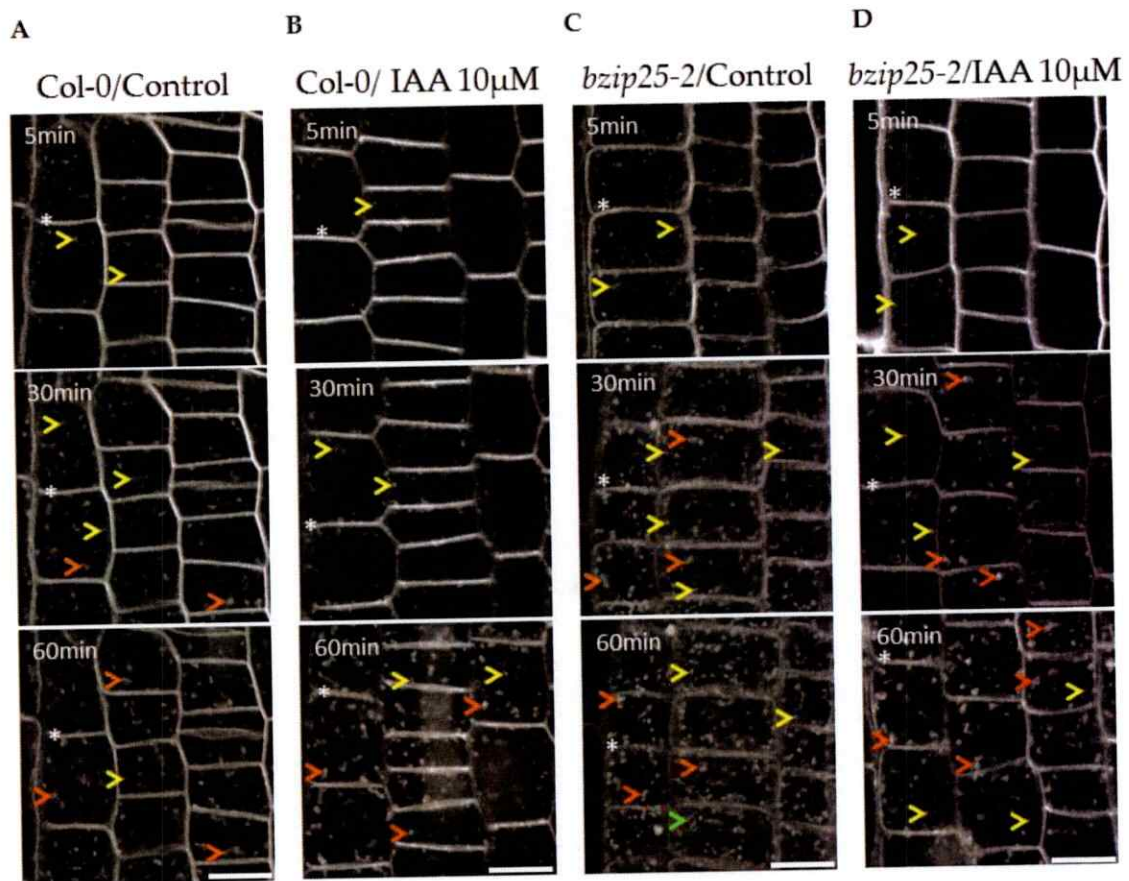 A
B
C
D
Col-0/Control
Col-0/ IAA 10µM
bzip25-2/Control
bzip25-2/IAA 10µM
5min
5min
5min
5min
30min
30min
30min
30min
60min
60min
60min
60min